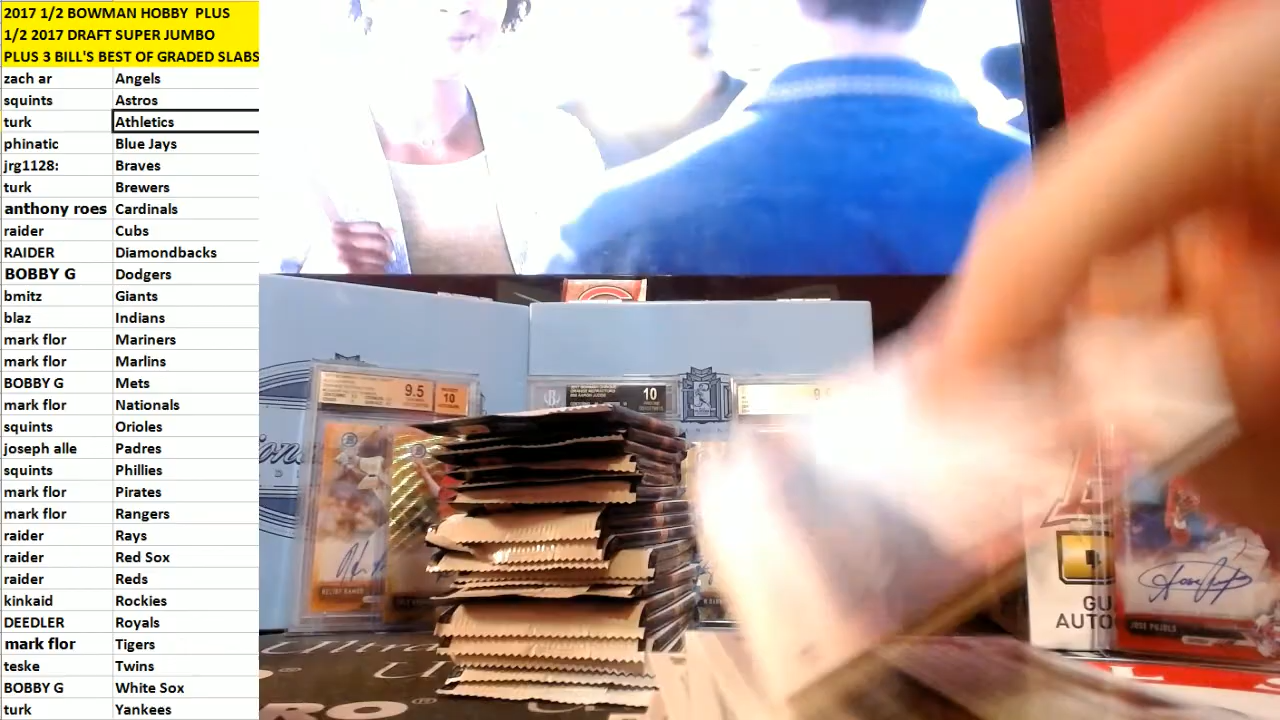 2017 1/2 BOWMAN HOBBY PLUS
1/2 2017 DRAFT SUPER JUMBO
PLUS 3 BILL'S BEST OF GRADED SLABS
zach ar Angels
squints Astros
turk Athletics
phinatic Blue Jays
jrg1128: Braves
turk Brewers
anthony roes Cardinals
raider Cubs
RAIDER Diamondbacks
BOBBY G Dodgers
bmitz Giants
blaz Indians
mark flor Mariners
mark flor Marlins
BOBBY G Mets
mark flor Nationals
squints Orioles
joseph alle Padres
squints Phillies
mark flor Pirates
mark flor Rangers
raider Rays
raider Red Sox
raider Reds
kinkaid Rockies
DEEDLER Royals
mark flor Tigers
teske Twins
BOBBY G White Sox
turk Yankees
9.5
10
10
GU
AUTO
JOSE PUJOLS